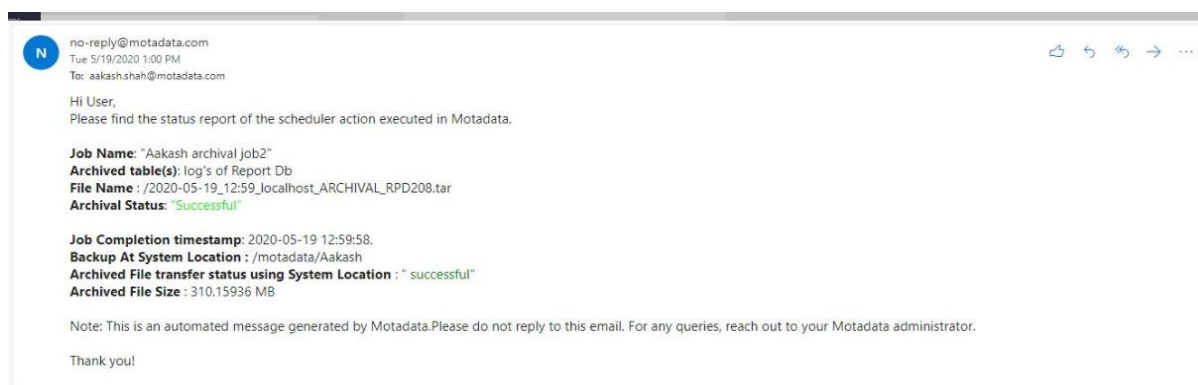 N
no-reply@motadata.com
Tue 5/19/2020 1:00 PM
To: aakash.shah@motadata.com
Hi User,
Please find the status report of the scheduler action executed in Motadata.
Job Name: "Aakash archival job2"
Archived table(s): log's of Report Db
File Name : /2020-05-19_12:59_localhost_ARCHIVAL_RPD208.tar
Archival Status: "Successful"
Job Completion timestamp: 2020-05-19 12:59:58.
Backup At System Location : /motadata/Aakash
Archived File transfer status using System Location : " successful"
Archived File Size : 310.15936 MB
Note: This is an automated message generated by Motadata.Please do not reply to this email. For any queries, reach out to your Motadata administrator.
Thank you!